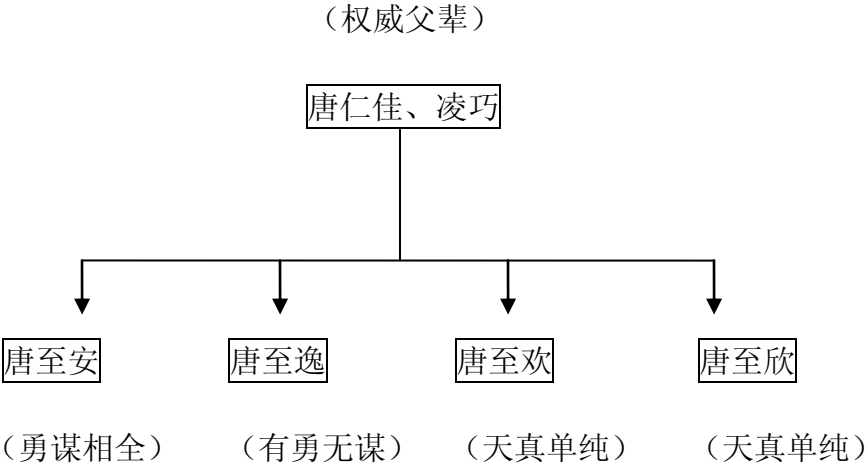 （权威父辈）
唐仁佳、凌巧
唐至安 唐至逸 唐至欢 唐至欣
（勇谋相全） （有勇无谋） （天真单纯） （天真单纯）